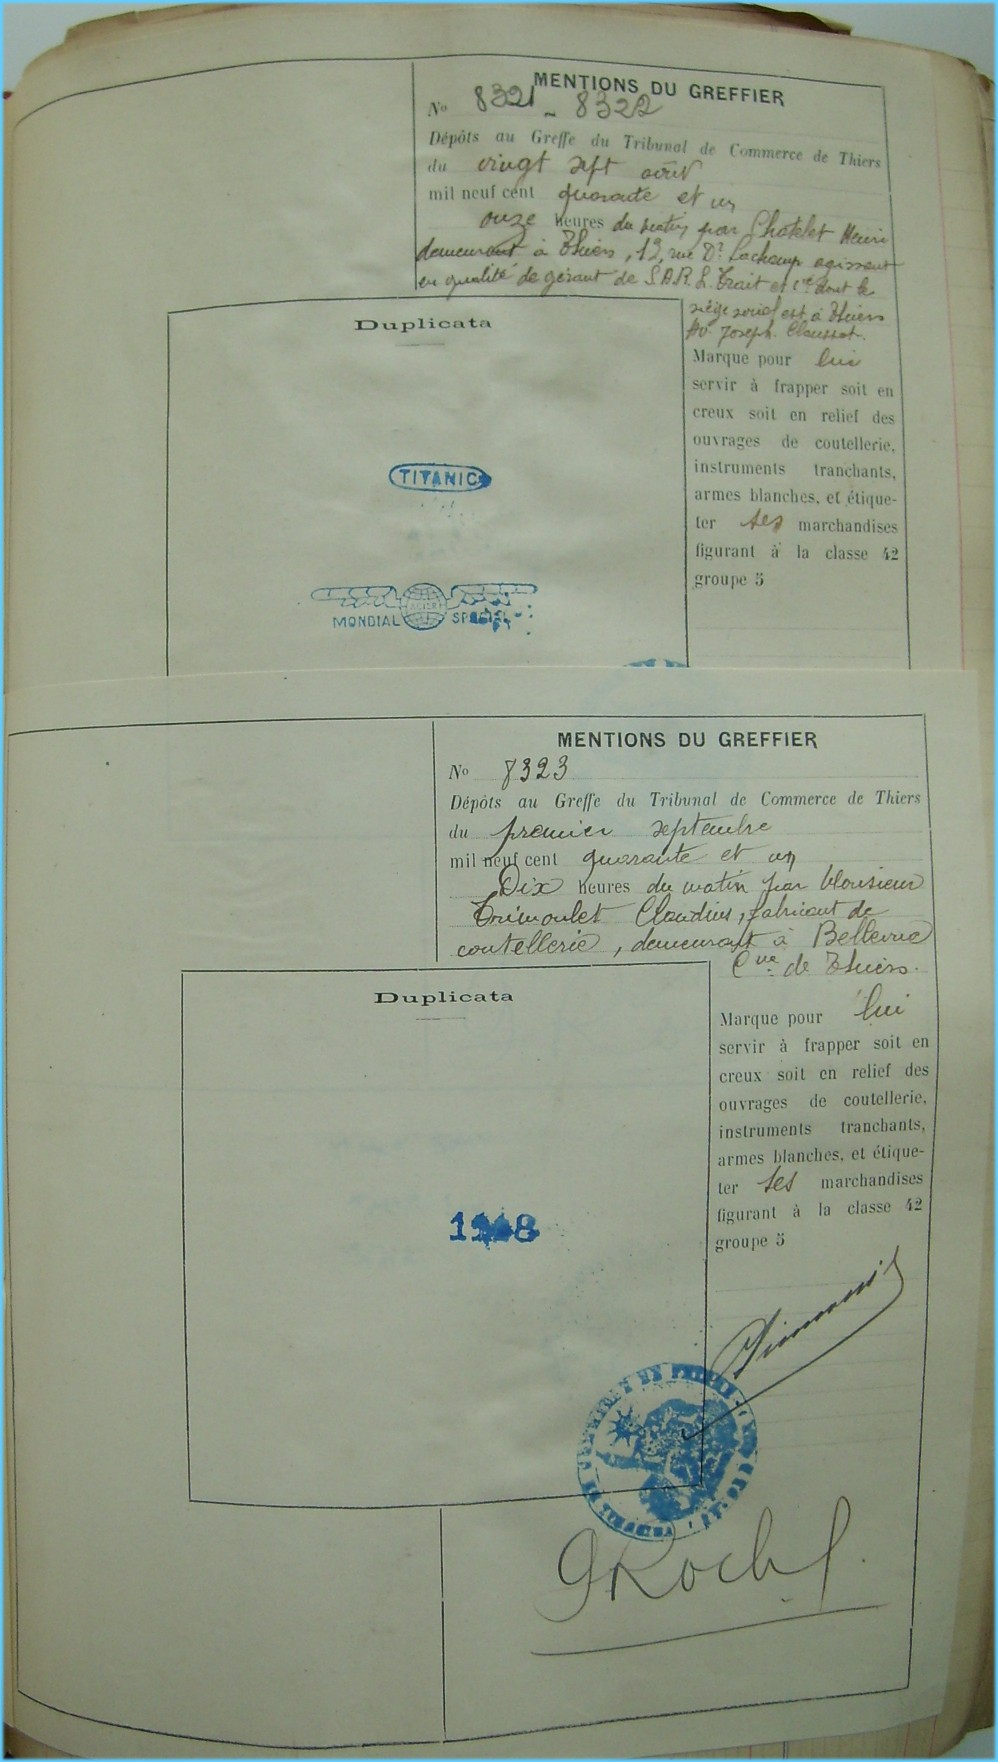 MENTIONS DU GREFFIER
No 8321 - 8322
Dépôts au Greffe du Tribunal de Commerce de Thiers
du vingt sept août
mil neuf cent quarante et un
onze heures du matin par Chatelet Henri
demeurant à Thiers, 13, rue Dr Lachamp agissant
en qualité de gérant de S.A.R.L. Trait et Cie dont le
siège social est à Thiers
Av. Joseph Claussat.
Duplicata
Marque pour lui
servir à frapper soit en
creux soit en relief des
ouvrages de coutellerie,
instruments tranchants,
armes blanches, et étique-
ter ses marchandises
figurant à la classe 42
groupe 5
TITANIC
MONDIAL SPECIAL
MENTIONS DU GREFFIER
No 8323
Dépôts au Greffe du Tribunal de Commerce de Thiers
du premier septembre
mil neuf cent quarante et un
Dix heures du matin par Monsieur
Trémoulet Claudius, fabricant de
coutellerie, demeurant à Bellevue
Cne de Thiers.
Duplicata
Marque pour lui
servir à frapper soit en
creux soit en relief des
ouvrages de coutellerie,
instruments tranchants,
armes blanches, et étique-
ter ses marchandises
figurant à la classe 42
groupe 5